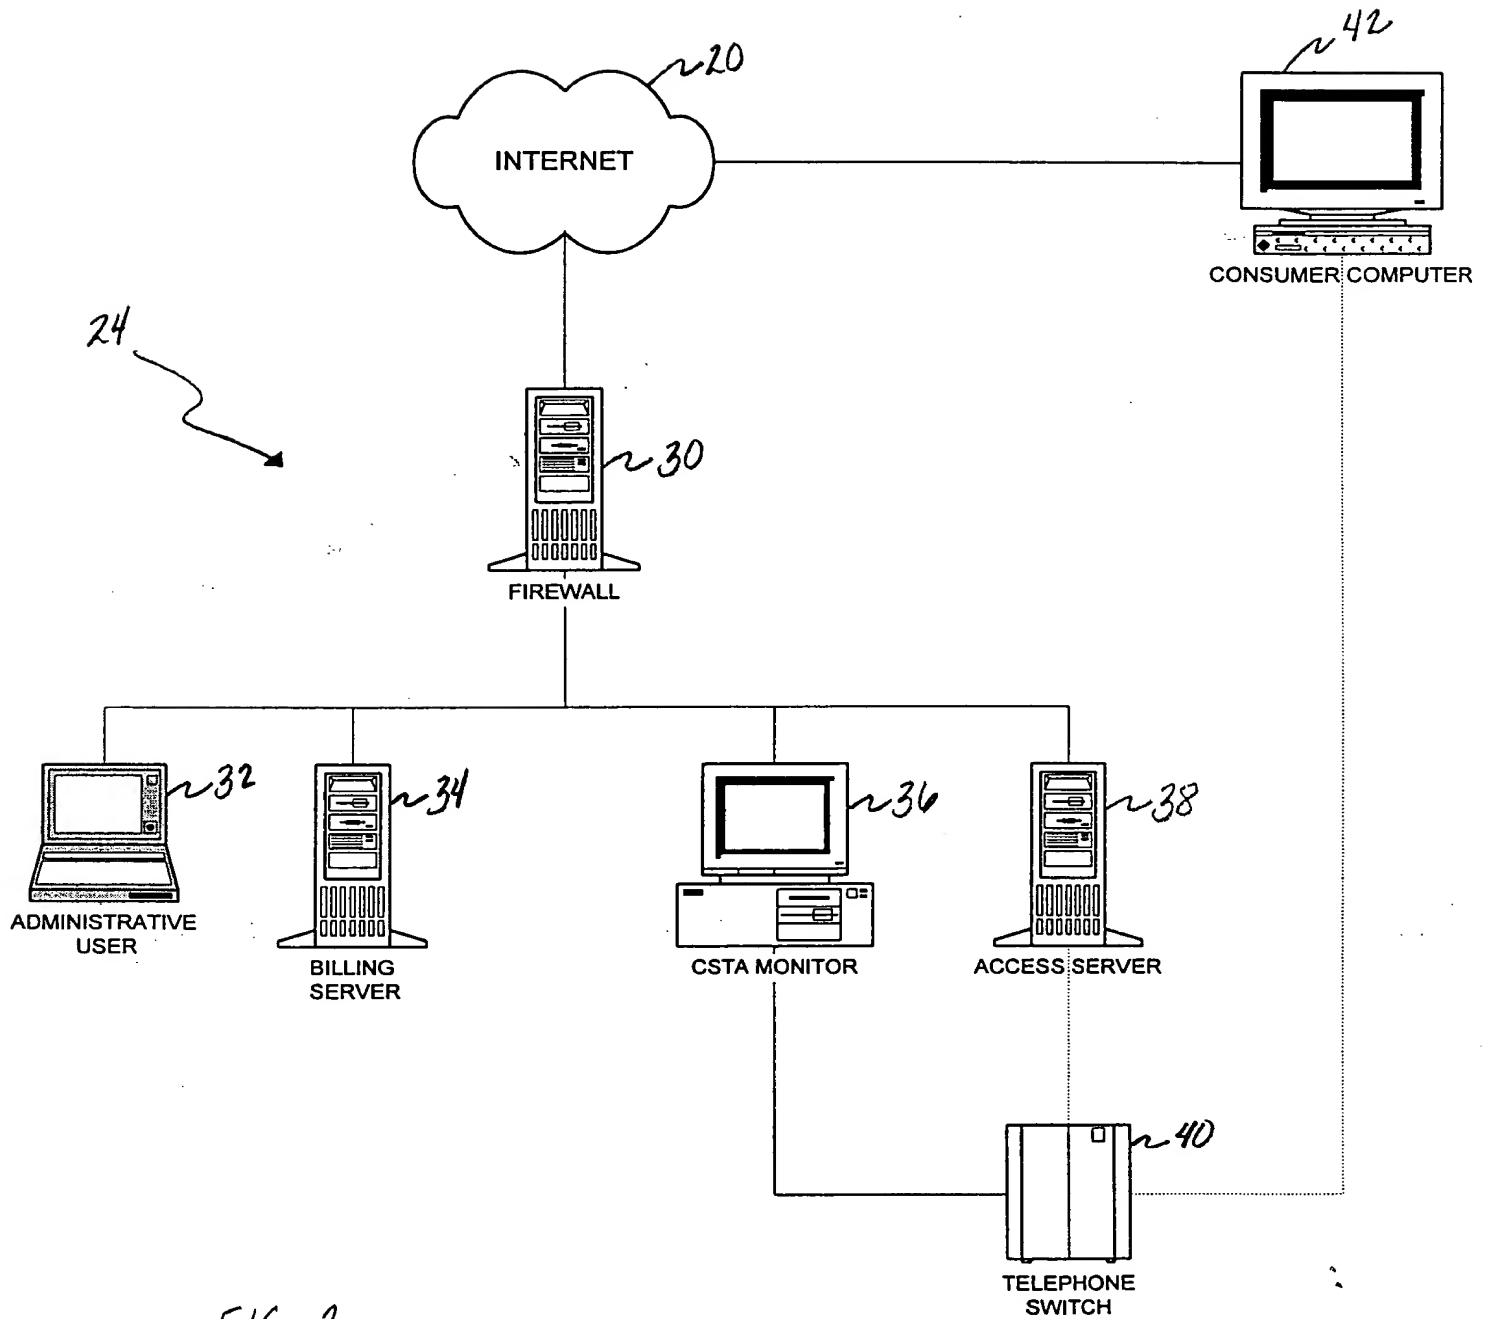 42
20
INTERNET
CONSUMER COMPUTER
24
30
FIREWALL
32
34
36
38
ADMINISTRATIVE
USER
BILLING
SERVER
CSTA MONITOR
ACCESS SERVER
40
TELEPHONE
SWITCH